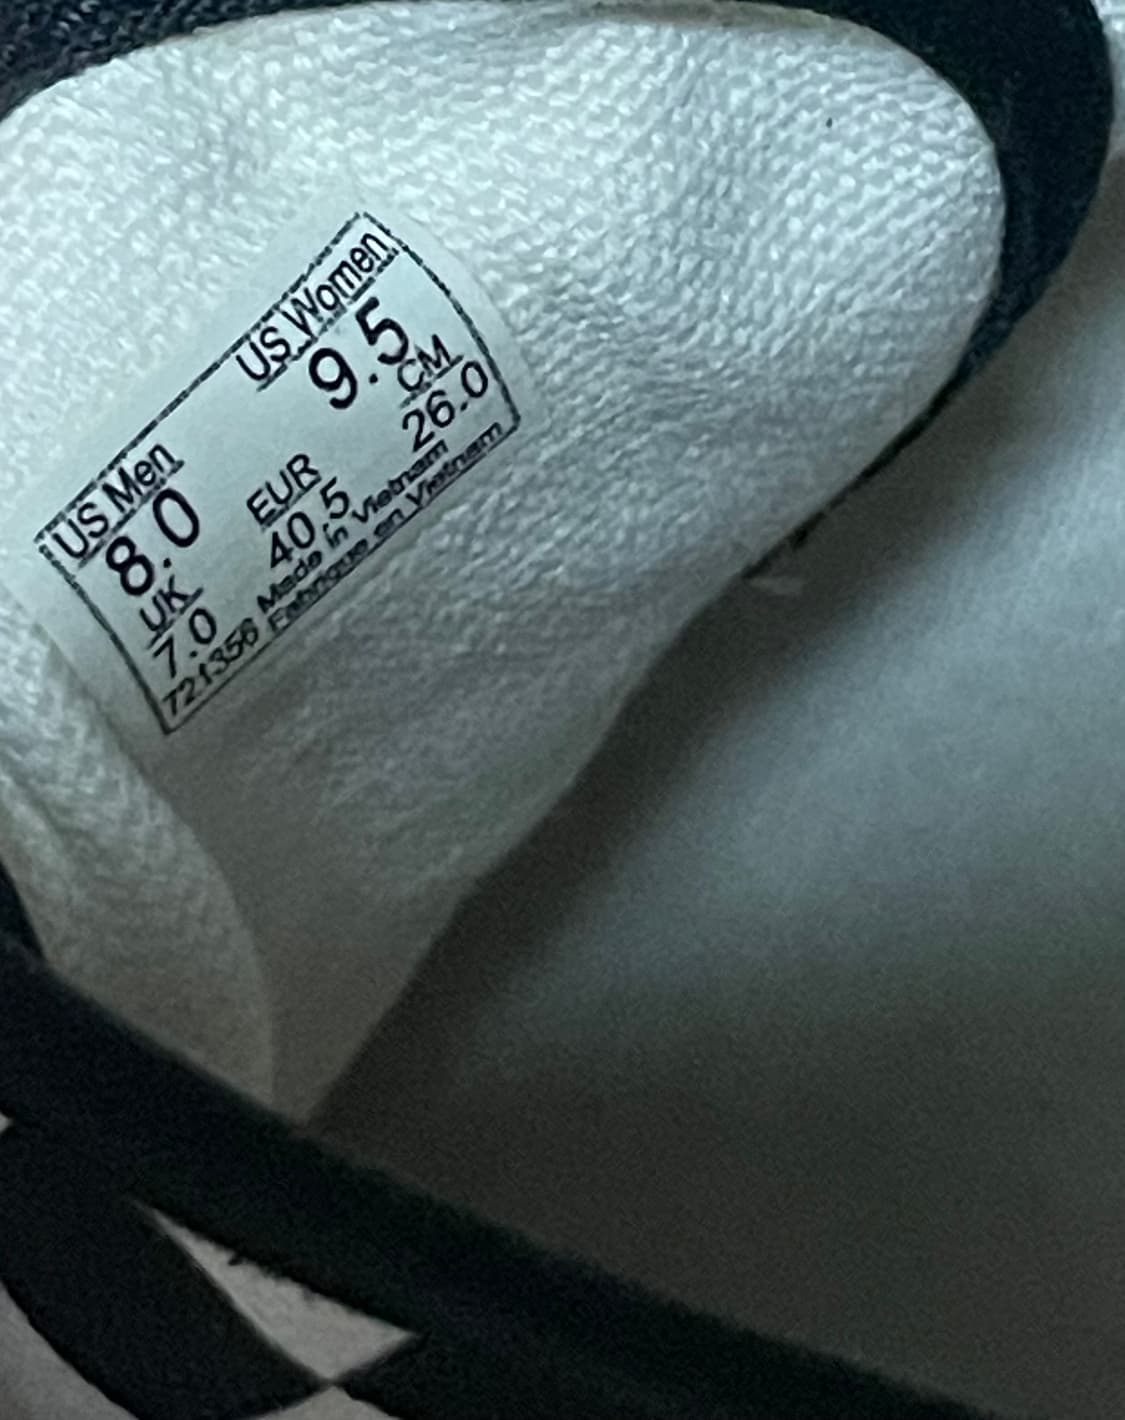 US Men US Women
8.0 9.5
UK EUR CM
7.0 40.5 26.0
721356 Made in Vietnam
Fabrique en Vietnam